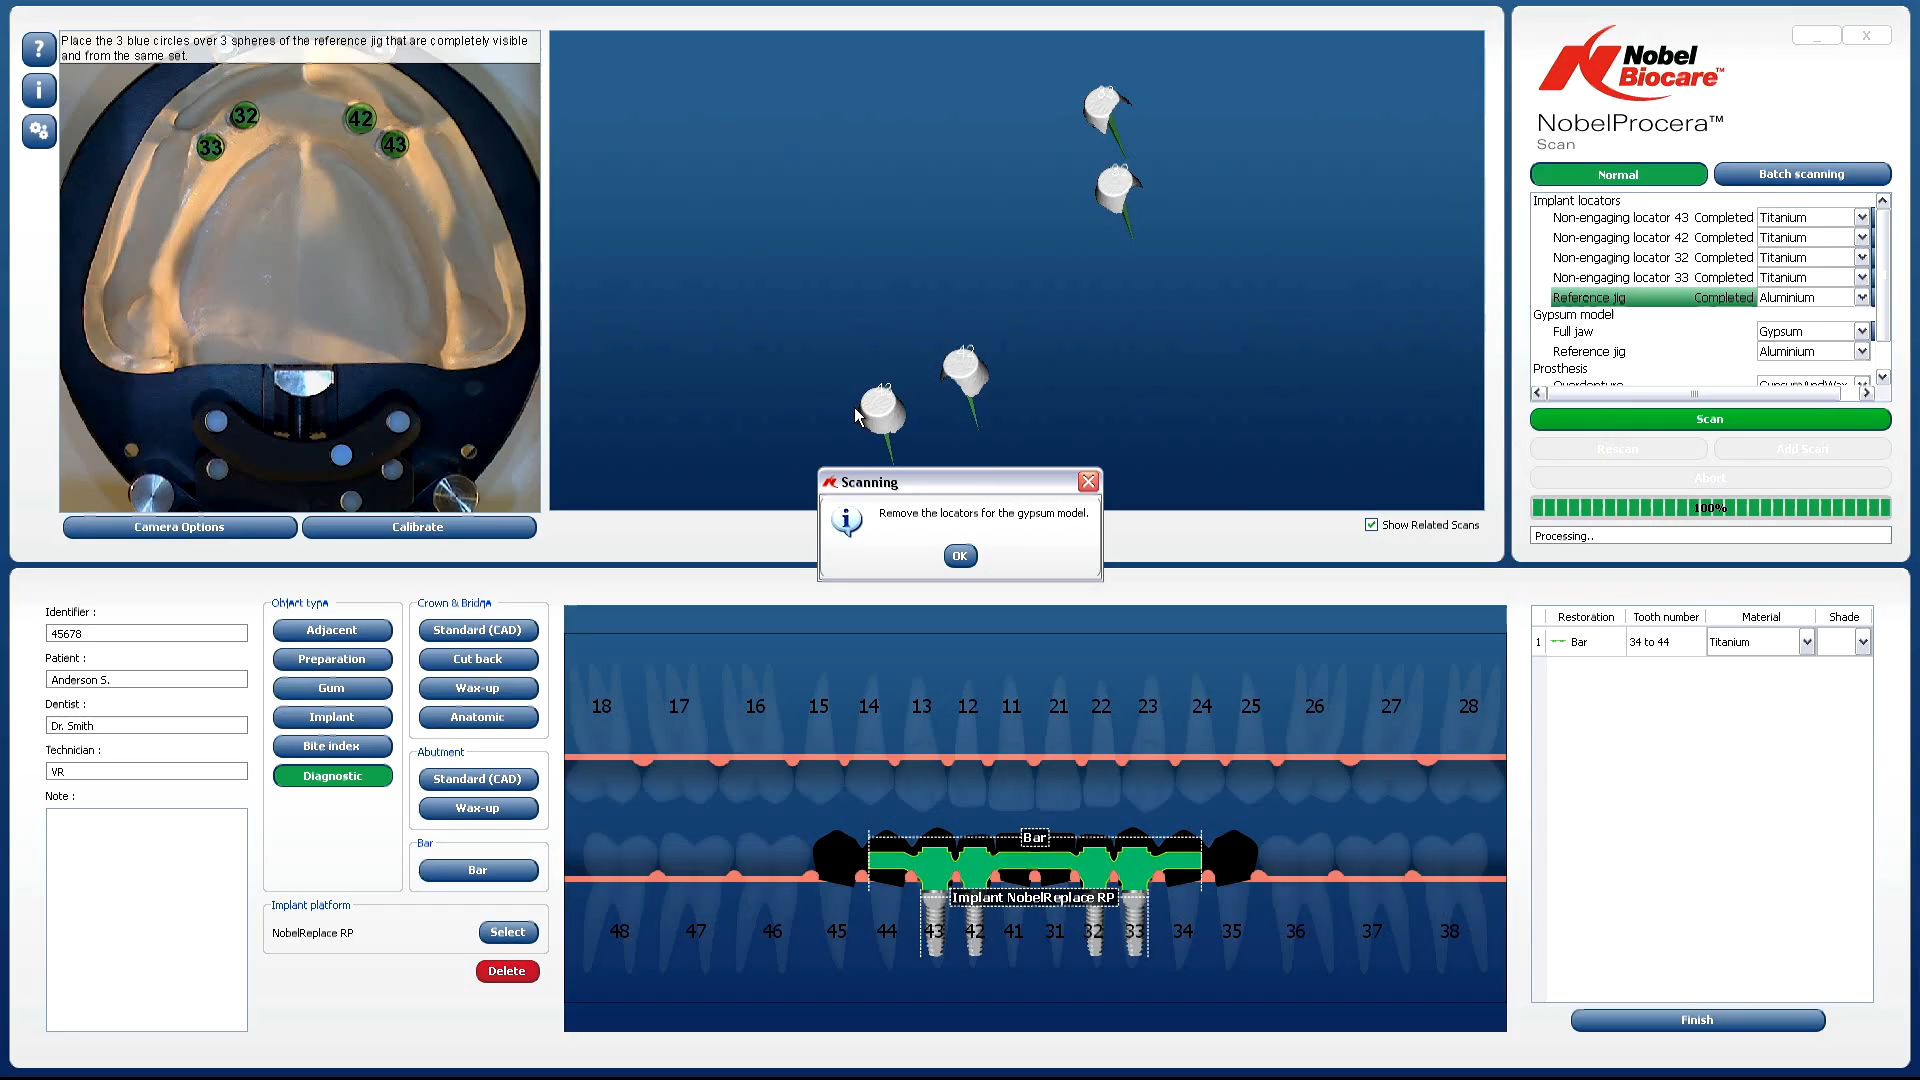 Place the 3 blue circles over 3 spheres of the reference jig that are completely visible
and from the same set.
?
i
32
42
33
43
Camera Options
Calibrate
33
32
42
43
Scanning
Remove the locators for the gypsum model.
OK
Show Related Scans
Nobel
Biocare™
NobelProcera™
Scan
Normal
Batch scanning
Implant locators
Non-engaging locator 43 Completed Titanium
Non-engaging locator 42 Completed Titanium
Non-engaging locator 32 Completed Titanium
Non-engaging locator 33 Completed Titanium
Reference jig Completed Aluminium
Gypsum model
Full jaw Gypsum
Reference jig Aluminium
Prosthesis
Scan
Rescan
Add Scan
Abort
100%
Processing..
Identifier :
45678
Patient :
Anderson S.
Dentist :
Dr. Smith
Technician :
VR
Note :
Object type
Adjacent
Preparation
Gum
Implant
Bite index
Diagnostic
Crown & Bridge
Standard (CAD)
Cut back
Wax-up
Anatomic
Abutment
Standard (CAD)
Wax-up
Bar
Bar
Implant platform
NobelReplace RP
Select
Delete
18 17 16 15 14 13 12 11 21 22 23 24 25 26 27 28
Bar
Implant NobelReplace RP
48 47 46 45 44 43 42 41 31 32 33 34 35 36 37 38
Restoration Tooth number Material Shade
1 Bar 34 to 44 Titanium
Finish